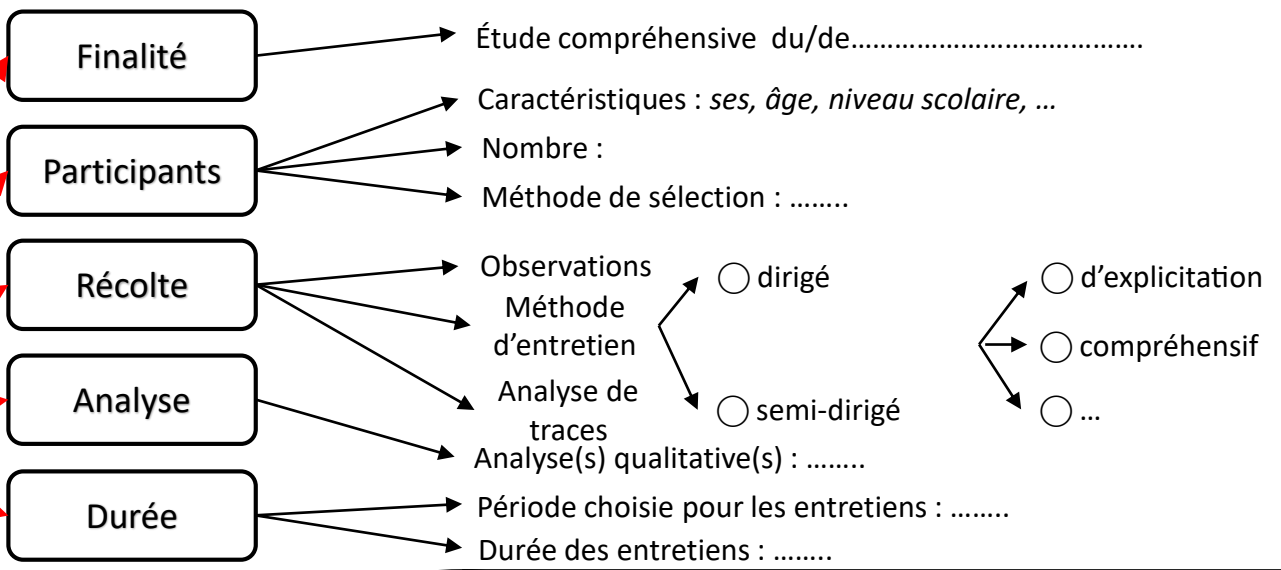 Finalité
Étude compréhensive  du/de………………………………….
Participants
Caractéristiques : ses, âge, niveau scolaire, …
Nombre :
Méthode de sélection : ……..
Récolte
Observations
Méthode
d’entretien
Analyse de
traces
dirigé
semi-dirigé
d’explicitation
compréhensif
…
Analyse
Analyse(s) qualitative(s) : ……..
Durée
Période choisie pour les entretiens : ……..
Durée des entretiens : ……..